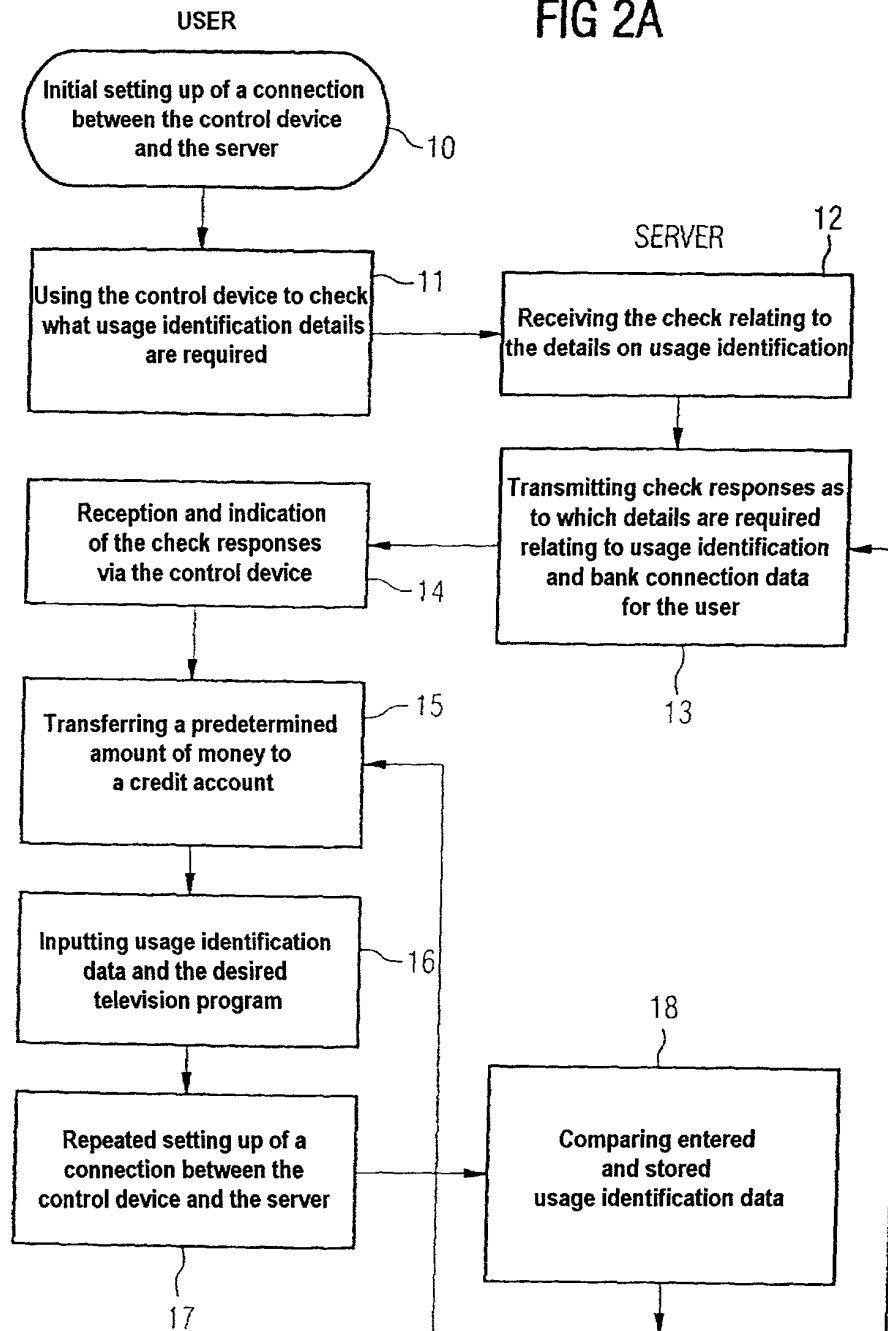 USER
FIG 2A
Initial setting up of a connection
between the control device
and the server
10
SERVER
12
11
Using the control device to check
what usage identification details
are required
Receiving the check relating to
the details on usage identification
Transmitting check responses as
to which details are required
relating to usage identification
and bank connection data
for the user
13
Reception and indication
of the check responses
via the control device
14
15
Transferring a predetermined
amount of money to
a credit account
Inputting usage identification
data and the desired
television program
16
18
Repeated setting up of a
connection between the
control device and the server
17
Comparing entered
and stored
usage identification data